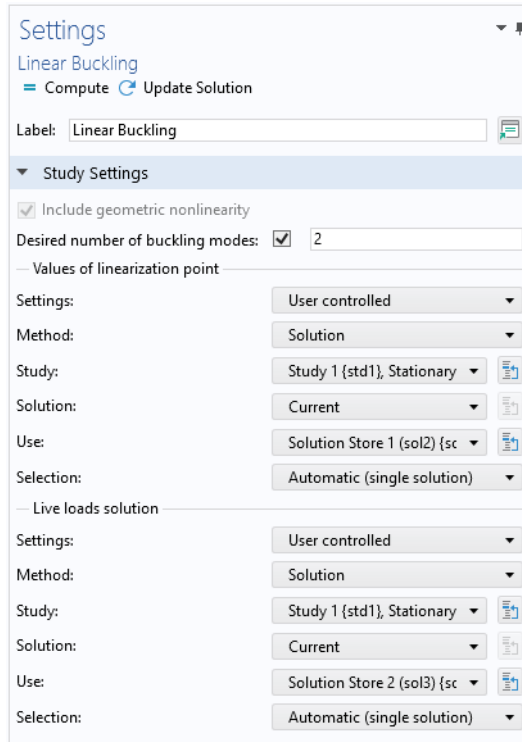 Settings
Linear Buckling
= Compute Update Solution
Label: Linear Buckling
Study Settings
Include geometric nonlinearity
Desired number of buckling modes: 2
Values of linearization point
Settings: User controlled
Method: Solution
Study: Study 1 {std1}, Stationary
Solution: Current
Use: Solution Store 1 (sol2) {sc
Selection: Automatic (single solution)
Live loads solution
Settings: User controlled
Method: Solution
Study: Study 1 {std1}, Stationary
Solution: Current
Use: Solution Store 2 (sol3) {sc
Selection: Automatic (single solution)